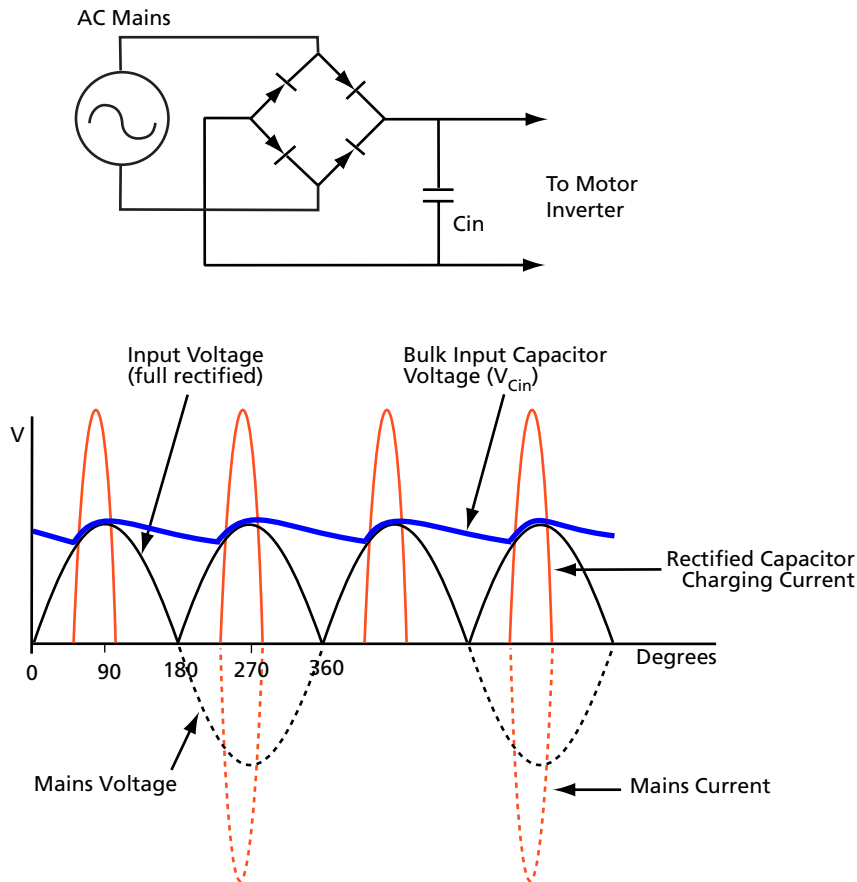 AC Mains
To Motor
Inverter
Cin
Input Voltage
(full rectified)
Bulk Input Capacitor
Voltage (VCin)
V
Rectified Capacitor
Charging Current
Degrees
0
90
180
270
360
Mains Voltage
Mains Current